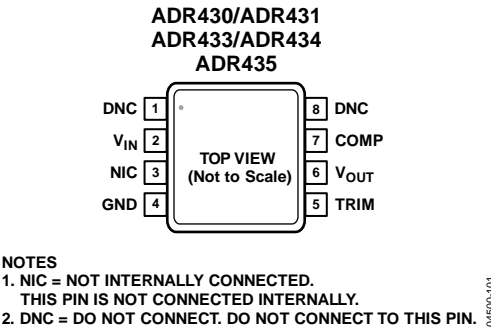 ADR430/ADR431
ADR433/ADR434
ADR435
DNC 1
8 DNC
VIN 2
7 COMP
TOP VIEW
(Not to Scale)
NIC 3
6 VOUT
GND 4
5 TRIM
NOTES
1. NIC = NOT INTERNALLY CONNECTED.
THIS PIN IS NOT CONNECTED INTERNALLY.
2. DNC = DO NOT CONNECT. DO NOT CONNECT TO THIS PIN.
04500-101